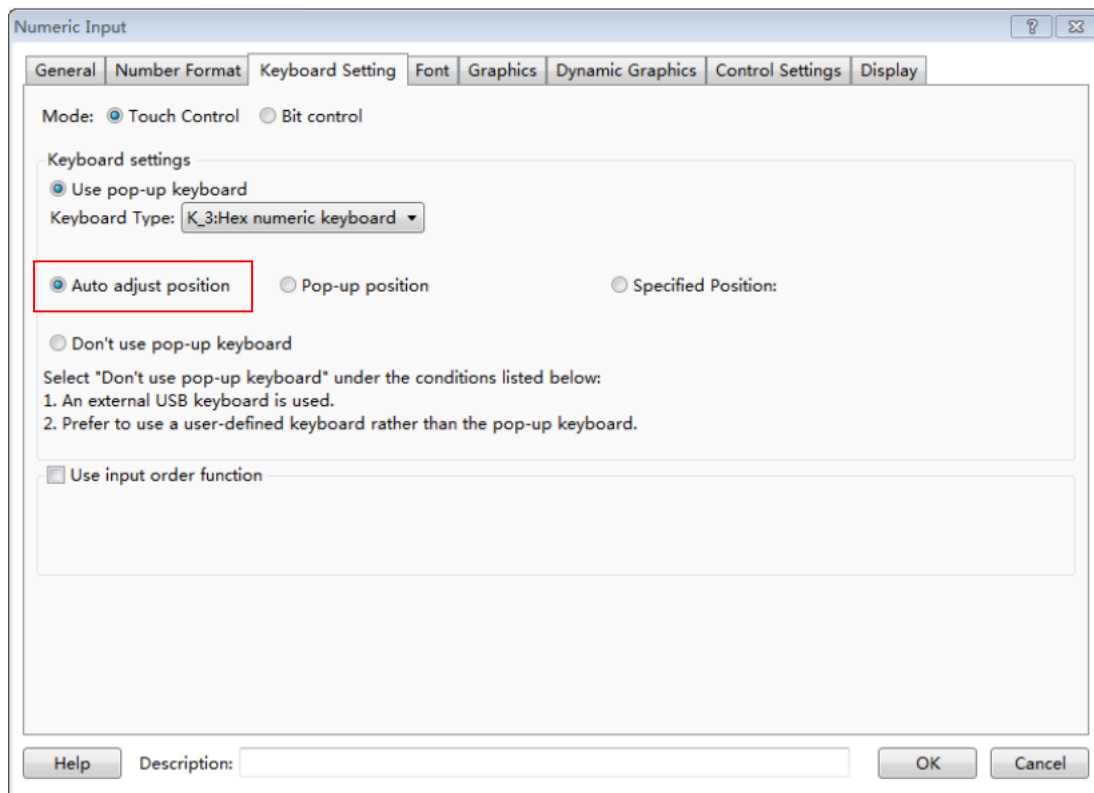 Numeric Input
General Number Format Keyboard Setting Font Graphics Dynamic Graphics Control Settings Display
Mode: Touch Control Bit control
Keyboard settings
Use pop-up keyboard
Keyboard Type: K_3:Hex numeric keyboard
Auto adjust position Pop-up position Specified Position:
Don't use pop-up keyboard
Select "Don't use pop-up keyboard" under the conditions listed below:
1. An external USB keyboard is used.
2. Prefer to use a user-defined keyboard rather than the pop-up keyboard.
Use input order function
Help Description: OK Cancel